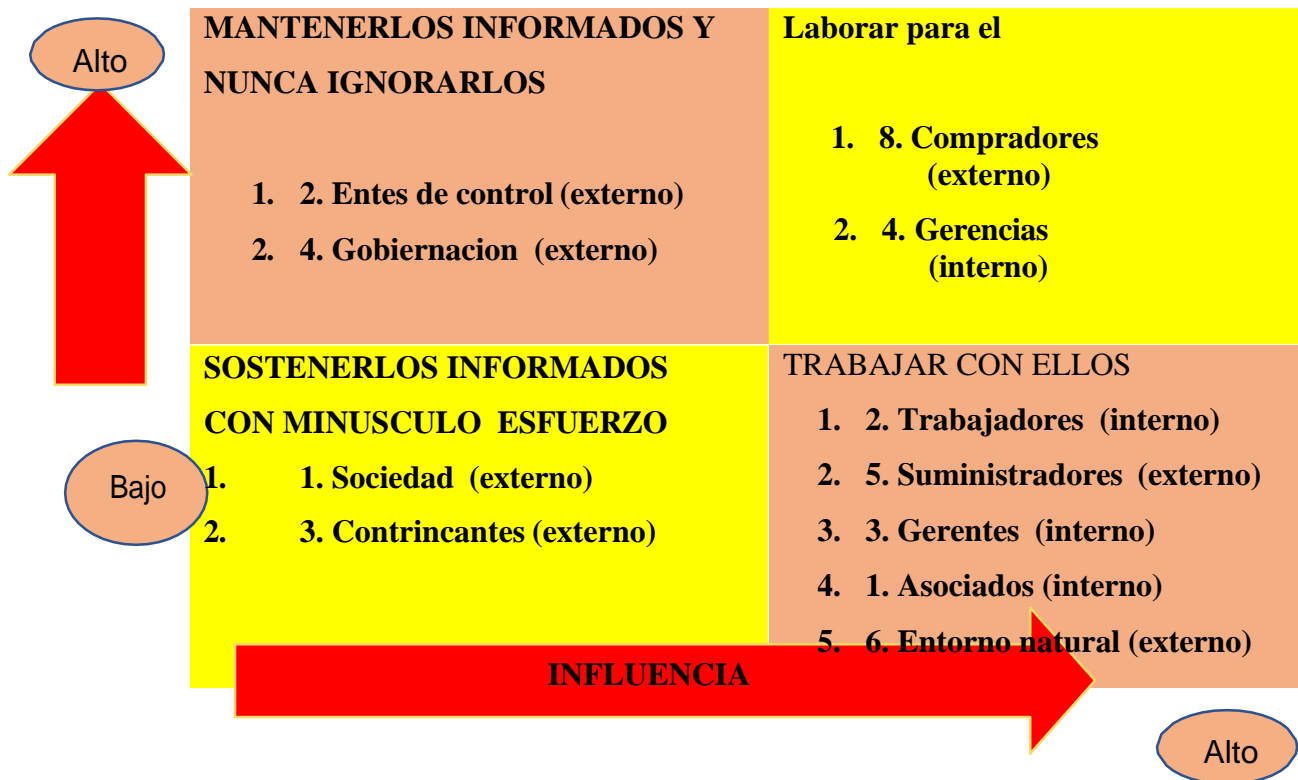 Alto
MANTENERLOS INFORMADOS Y
NUNCA IGNORARLOS
1. 2. Entes de control (externo)
2. 4. Gobiernacion (externo)
Laborar para el
1. 8. Compradores
(externo)
2. 4. Gerencias
(interno)
Bajo
SOSTENERLOS INFORMADOS
CON MINUSCULO ESFUERZO
1. 1. Sociedad (externo)
2. 3. Contrincantes (externo)
TRABAJAR CON ELLOS
1. 2. Trabajadores (interno)
2. 5. Suministradores (externo)
3. 3. Gerentes (interno)
4. 1. Asociados (interno)
5. 6. Entorno natural (externo)
INFLUENCIA
Alto